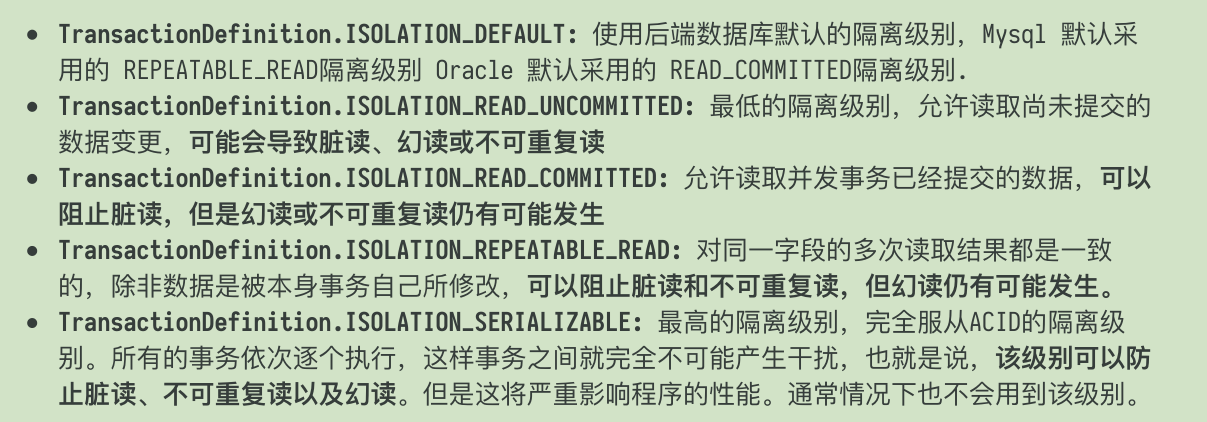 • TransactionDefinition.ISOLATION_DEFAULT: 使用后端数据库默认的隔离级别，Mysql 默认采
用的 REPEATABLE_READ隔离级别 Oracle 默认采用的 READ_COMMITTED隔离级别.
• TransactionDefinition.ISOLATION_READ_UNCOMMITTED: 最低的隔离级别，允许读取尚未提交的
数据变更，可能会导致脏读、幻读或不可重复读
• TransactionDefinition.ISOLATION_READ_COMMITTED: 允许读取并发事务已经提交的数据，可以
阻止脏读，但是幻读或不可重复读仍有可能发生
• TransactionDefinition.ISOLATION_REPEATABLE_READ: 对同一字段的多次读取结果都是一致
的，除非数据是被本身事务自己所修改，可以阻止脏读和不可重复读，但幻读仍有可能发生。
• TransactionDefinition.ISOLATION_SERIALIZABLE: 最高的隔离级别，完全服从ACID的隔离级
别。所有的事务依次逐个执行，这样事务之间就完全不可能产生干扰，也就是说，该级别可以防
止脏读、不可重复读以及幻读。但是这将严重影响程序的性能。通常情况下也不会用到该级别。